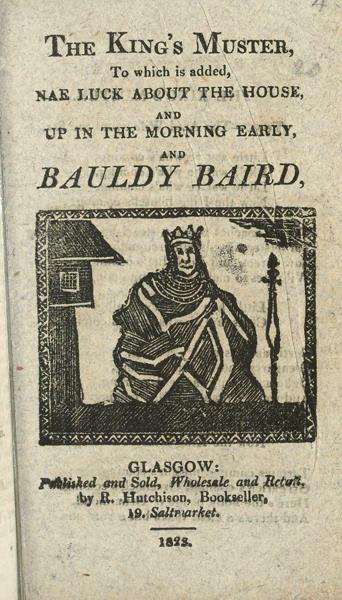 THE KING'S MUSTER,
To which is added,
NAE LUCK ABOUT THE HOUSE,
AND
UP IN THE MORNING EARLY,
AND
BAULDY BAIRD,
GLASGOW:
Published and Sold, Wholesale and Retail,
by R. Hutchison, Bookseller,
19. Saltmarket.
1822.